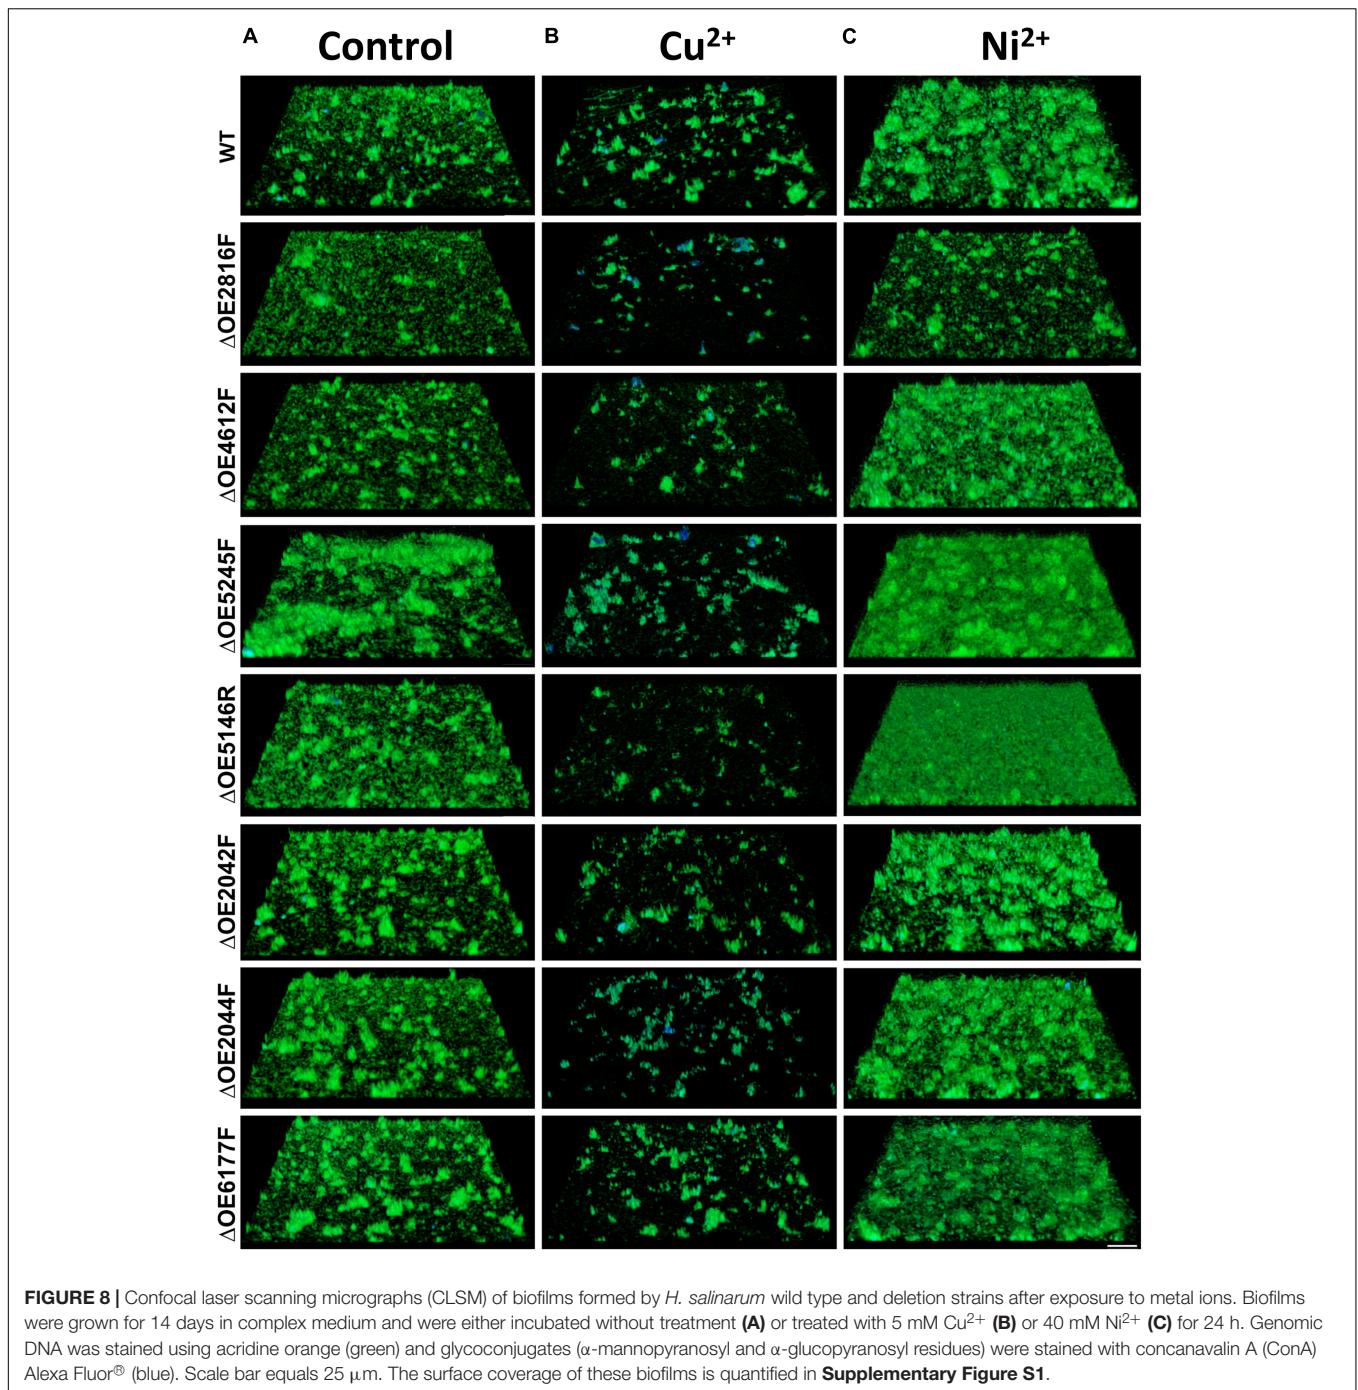 A Control B Cu²⁺ C Ni²⁺
WT
ΔOE2816F
ΔOE4612F
ΔOE5245F
ΔOE5146R
ΔOE2042F
ΔOE2044F
ΔOE6177F
FIGURE 8 | Confocal laser scanning micrographs (CLSM) of biofilms formed by H. salinarum wild type and deletion strains after exposure to metal ions. Biofilms
were grown for 14 days in complex medium and were either incubated without treatment (A) or treated with 5 mM Cu²⁺ (B) or 40 mM Ni²⁺ (C) for 24 h. Genomic
DNA was stained using acridine orange (green) and glycoconjugates (α-mannopyranosyl and α-glucopyranosyl residues) were stained with concanavalin A (ConA)
Alexa Fluor® (blue). Scale bar equals 25 μm. The surface coverage of these biofilms is quantified in Supplementary Figure S1.